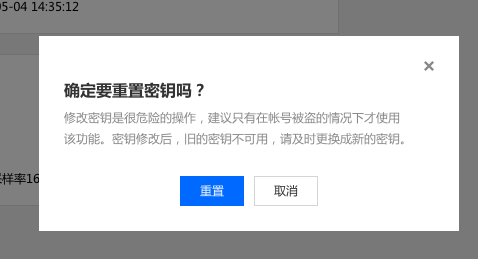 05-04 14:35:12
确定要重置密钥吗？
修改密钥是很危险的操作，建议只有在帐号被盗的情况下才使用
该功能。密钥修改后，旧的密钥不可用，请及时更换成新的密钥。
样率16
重置 取消